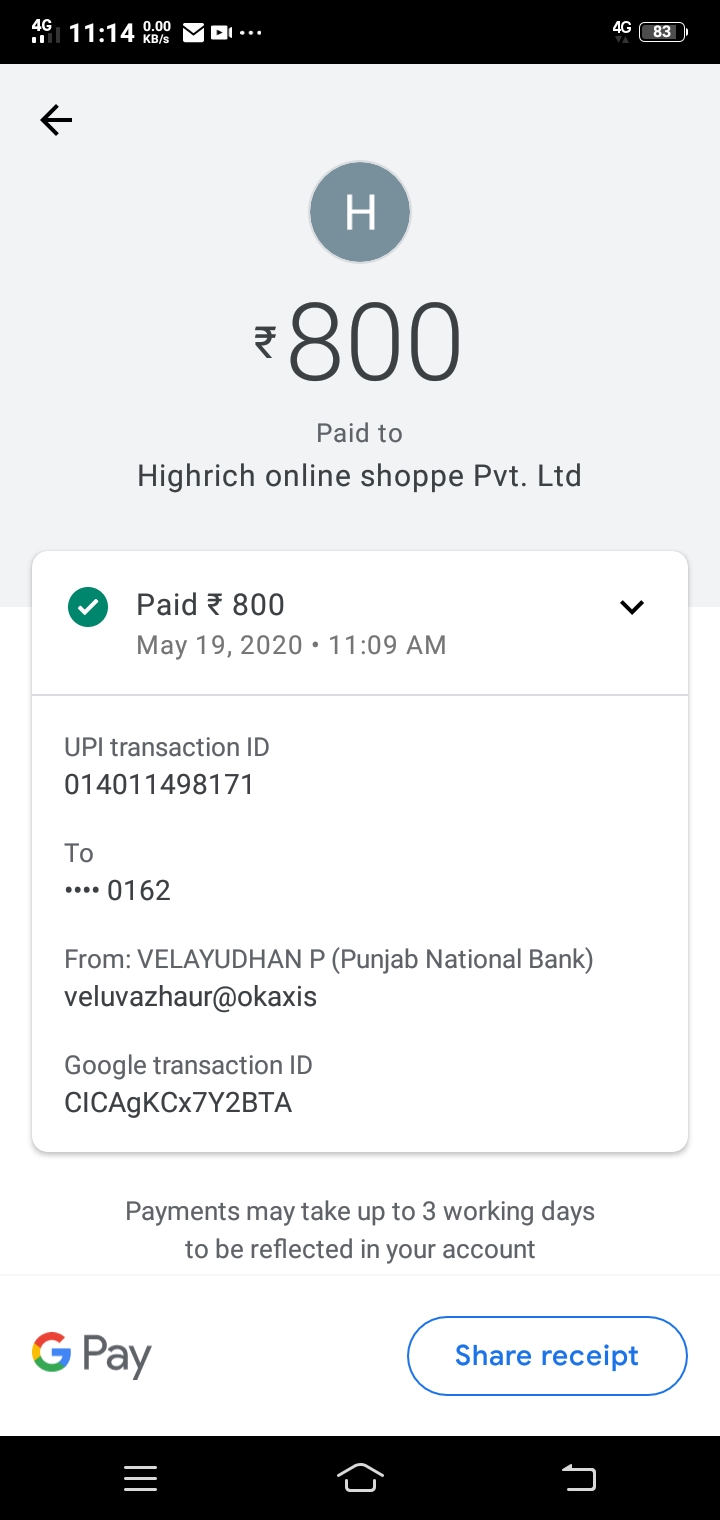 4G 11:14 0.00 KB/s 4G 83
H
₹800
Paid to
Highrich online shoppe Pvt. Ltd
Paid ₹ 800
May 19, 2020 • 11:09 AM
UPI transaction ID
014011498171
To
•••• 0162
From: VELAYUDHAN P (Punjab National Bank)
veluvazhaur@okaxis
Google transaction ID
CICAgKCx7Y2BTA
Payments may take up to 3 working days
to be reflected in your account
G Pay
Share receipt